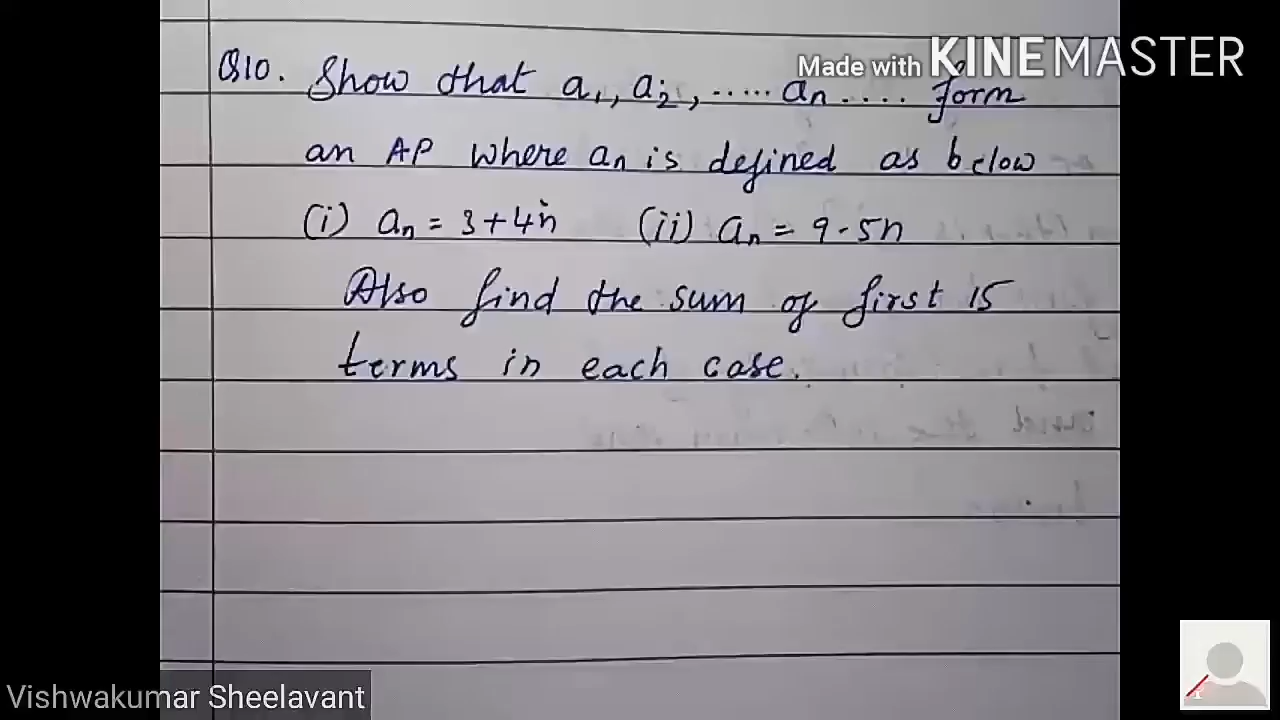 Made with KINEMASTER
Q10. Show that a₁, a₂, ..... aₙ .... form
an AP where aₙ is defined as below
(i) aₙ = 3+4n (ii) aₙ = 9-5n
Also find the sum of first 15
terms in each case.
Vishwakumar Sheelavant